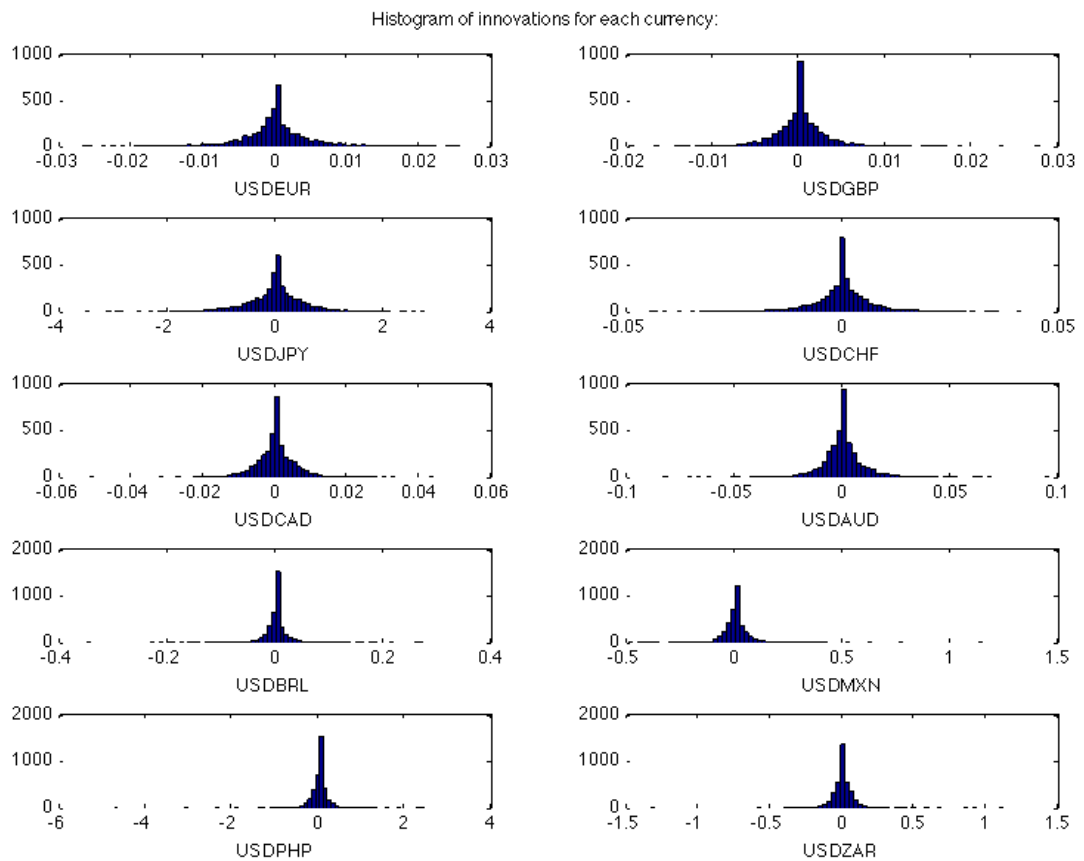 Histogram of innovations for each currency:
1000 1000
500 500
0 0
-0.03 -0.02 -0.01 0 0.01 0.02 0.03 -0.02 -0.01 0 0.01 0.02 0.03
USDEUR USDGBP
1000 1000
500 500
0 0
-4 -2 0 2 4 -0.05 0 0.05
USDJPY USDCHF
1000 1000
500 500
0 0
-0.06 -0.04 -0.02 0 0.02 0.04 0.06 -0.1 -0.05 0 0.05 0.1
USDCAD USDAUD
2000 2000
1000 1000
0 0
-0.4 -0.2 0 0.2 0.4 -0.5 0 0.5 1 1.5
USDBRL USDMXN
2000 2000
1000 1000
0 0
-6 -4 -2 0 2 4 -1.5 -1 -0.5 0 0.5 1 1.5
USDPHP USDZAR